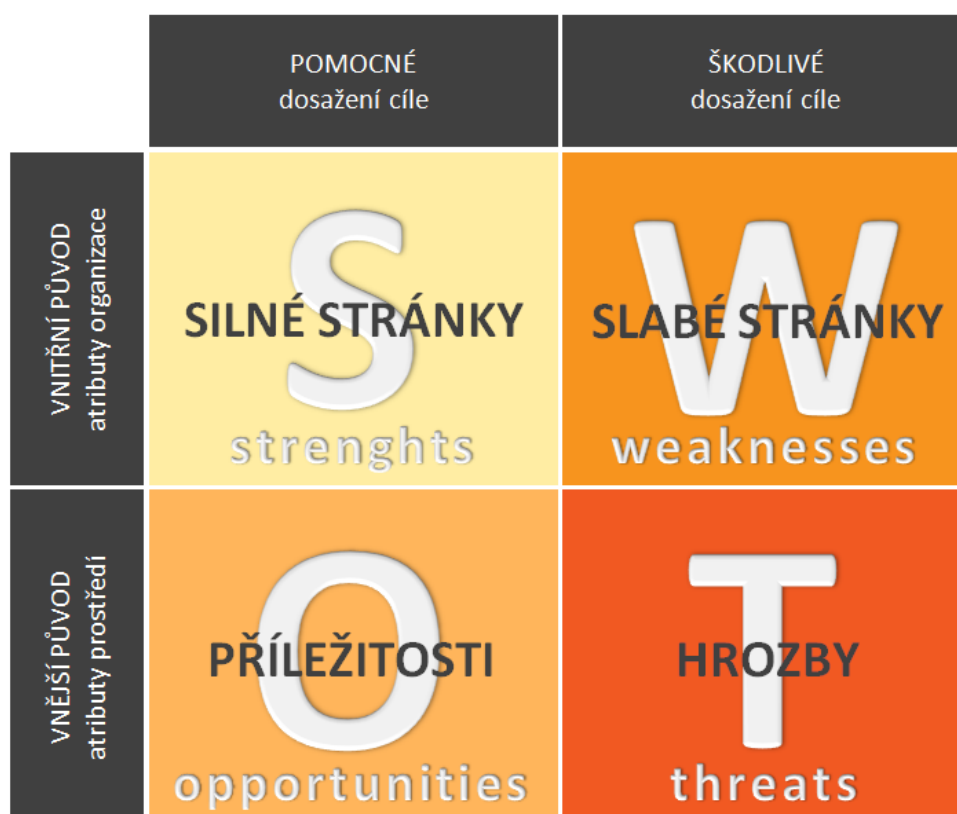 POMOCNÉ
dosažení cíle
ŠKODLIVÉ
dosažení cíle
VNITŘNÍ PŮVOD
atributy organizace
S
SILNÉ STRÁNKY
strenghts
W
SLABÉ STRÁNKY
weaknesses
VNĚJŠÍ PŮVOD
atributy prostředí
O
PŘÍLEŽITOSTI
opportunities
T
HROZBY
threats